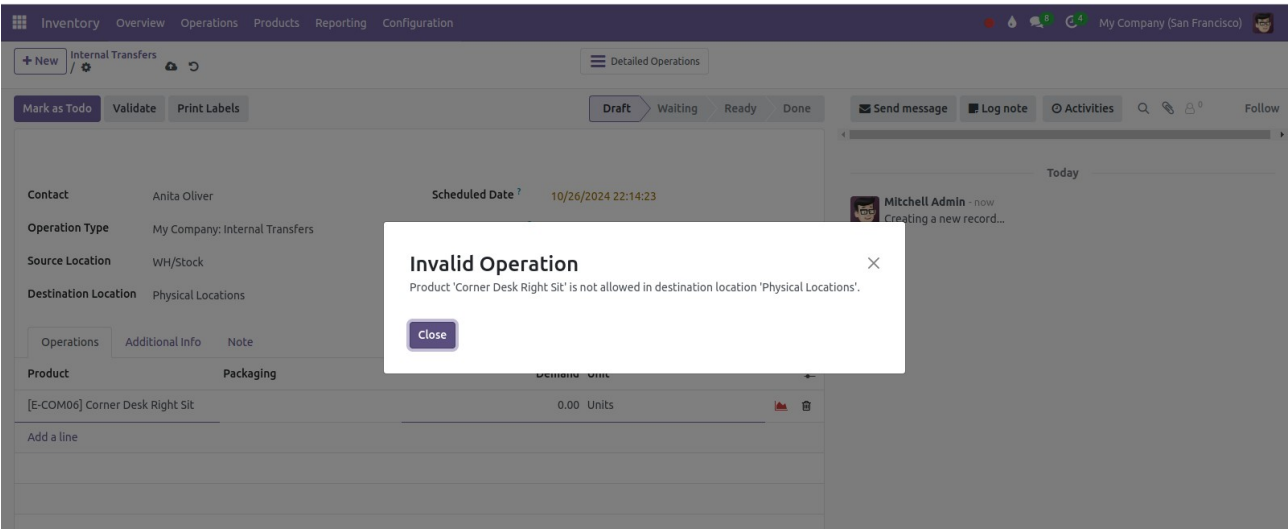 Inventory Overview Operations Products Reporting Configuration 8 4 My Company (San Francisco)
+ New Internal Transfers
/
Detailed Operations
Mark as Todo Validate Print Labels Draft Waiting Ready Done Send message Log note Activities 0 Follow
Today
Contact Anita Oliver Scheduled Date ? 10/26/2024 22:14:23
Mitchell Admin - now
Creating a new record...
Operation Type My Company: Internal Transfers
Source Location WH/Stock
Destination Location Physical Locations
Invalid Operation
Product 'Corner Desk Right Sit' is not allowed in destination location 'Physical Locations'.
Close
Operations Additional Info Note
Product Packaging Demand Unit
[E-COM06] Corner Desk Right Sit 0.00 Units
Add a line